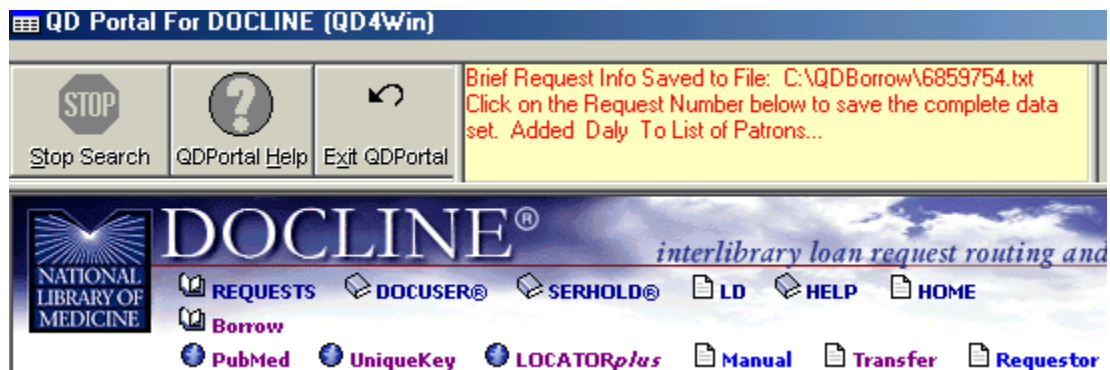 QD Portal For DOCLINE (QD4Win)
Brief Request Info Saved to File: C:\QDBorrow\6859754.txt
Click on the Request Number below to save the complete data
set. Added Daly To List of Patrons...
STOP
Stop Search QDPortal Help Exit QDPortal
DOCLINE®
interlibrary loan request routing and
NATIONAL
LIBRARY OF
MEDICINE
REQUESTS DOCUSER® SERHOLD® LD HELP HOME
Borrow
PubMed UniqueKey LOCATORplus Manual Transfer Requestor